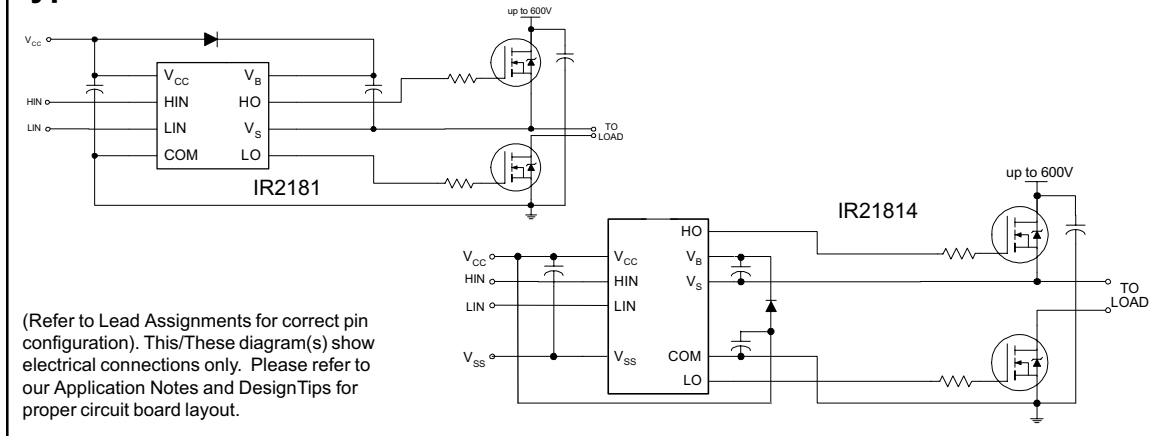 up to 600V
VCC
VCC
VB
HIN
HIN
HO
LIN
LIN
VS
TO
LOAD
COM
LO
IR2181
up to 600V
IR21814
HO
VCC
VCC
VB
HIN
HIN
VS
LIN
LIN
TO
LOAD
VSS
VSS
COM
LO
(Refer to Lead Assignments for correct pin
configuration). This/These diagram(s) show
electrical connections only. Please refer to
our Application Notes and DesignTips for
proper circuit board layout.